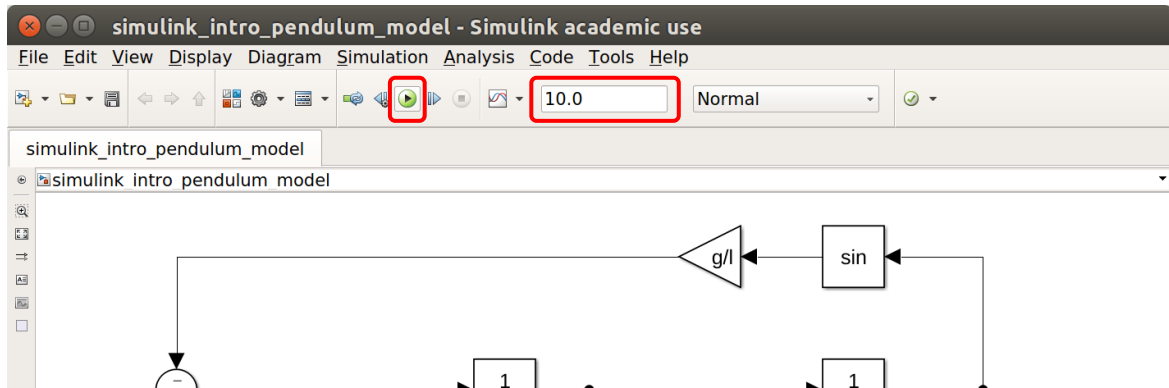 simulink_intro_pendulum_model - Simulink academic use
File Edit View Display Diagram Simulation Analysis Code Tools Help
10.0 Normal
simulink_intro_pendulum_model
simulink_intro_pendulum_model
g/l sin
− 1 1